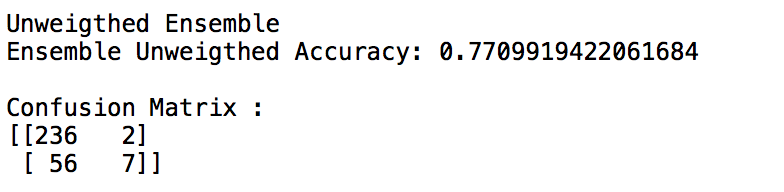 Unweigthed Ensemble
Ensemble Unweigthed Accuracy: 0.7709919422061684
Confusion Matrix :
[[236   2]
 [ 56   7]]